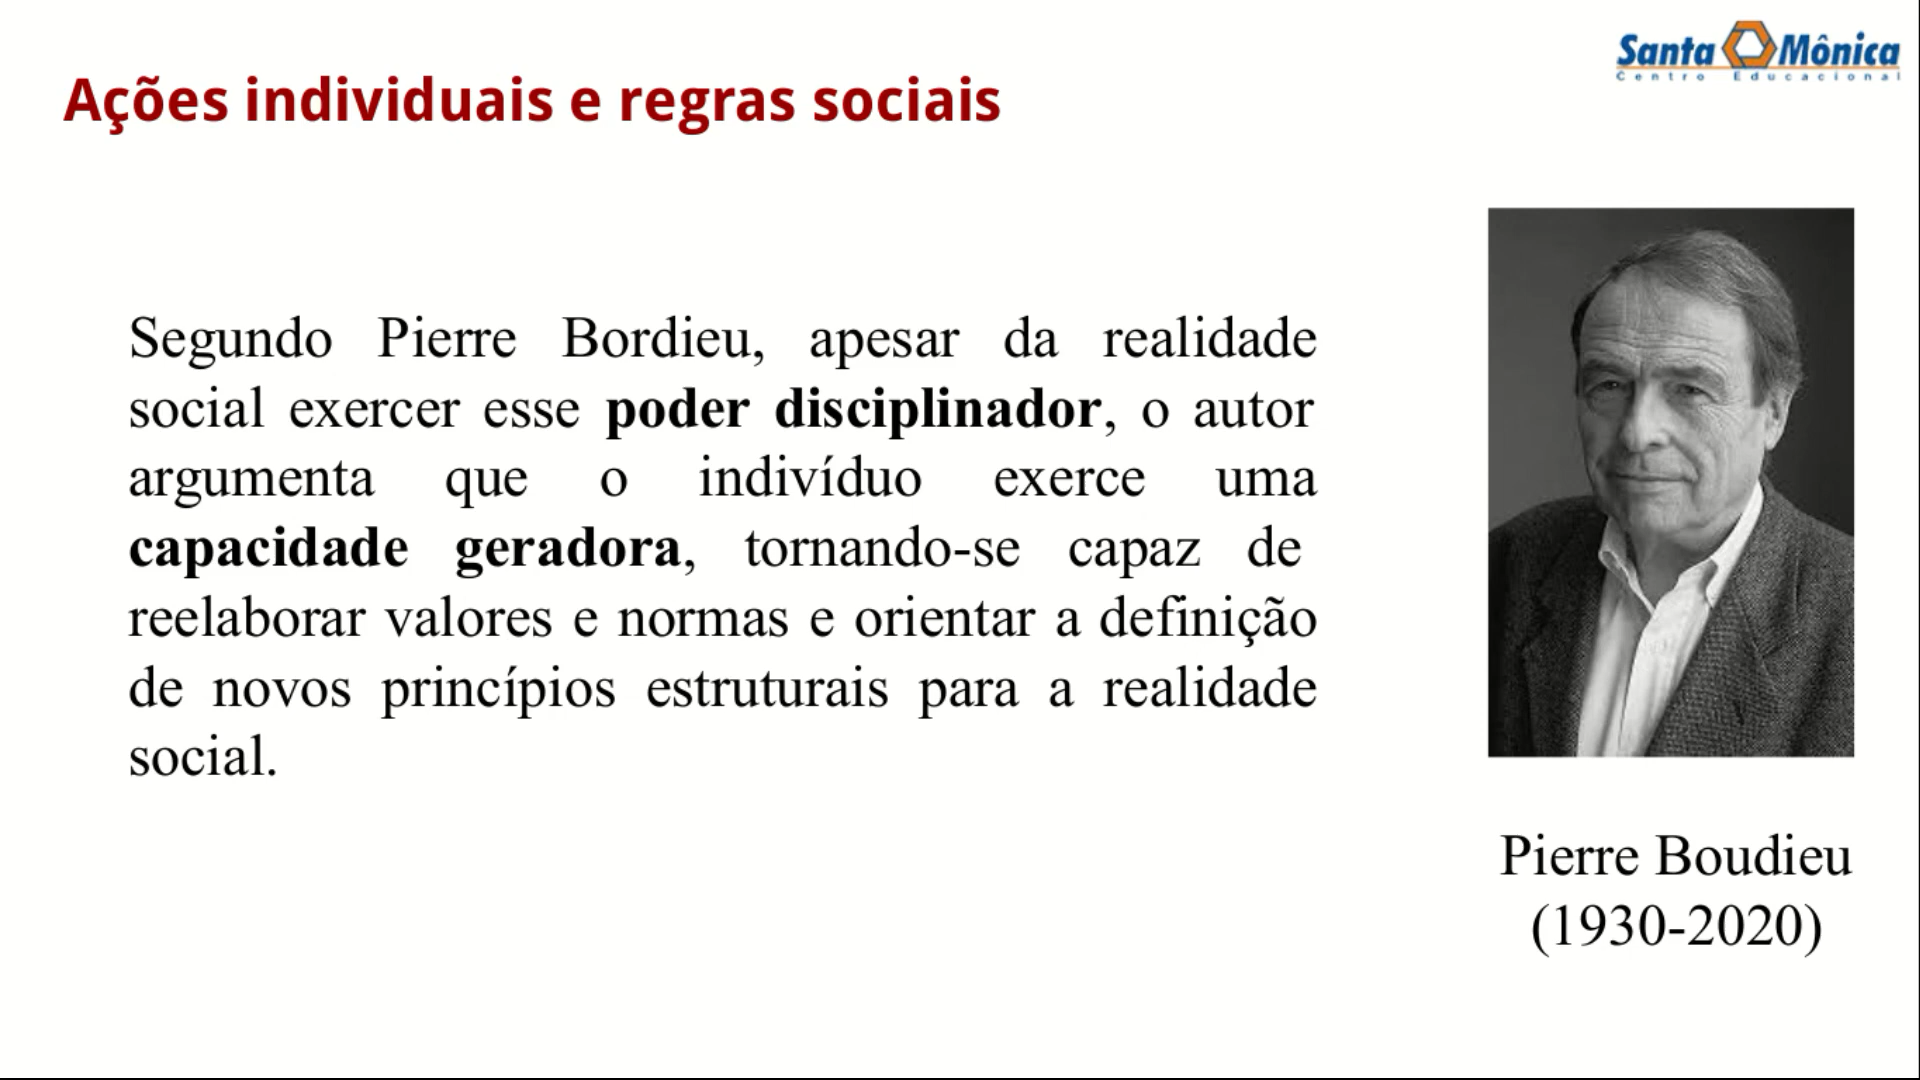 Santa Mônica
Centro Educacional
Ações individuais e regras sociais
Segundo Pierre Bordieu, apesar da realidade
social exercer esse poder disciplinador, o autor
argumenta que o indivíduo exerce uma
capacidade geradora, tornando-se capaz de
reelaborar valores e normas e orientar a definição
de novos princípios estruturais para a realidade
social.
Pierre Boudieu
(1930-2020)